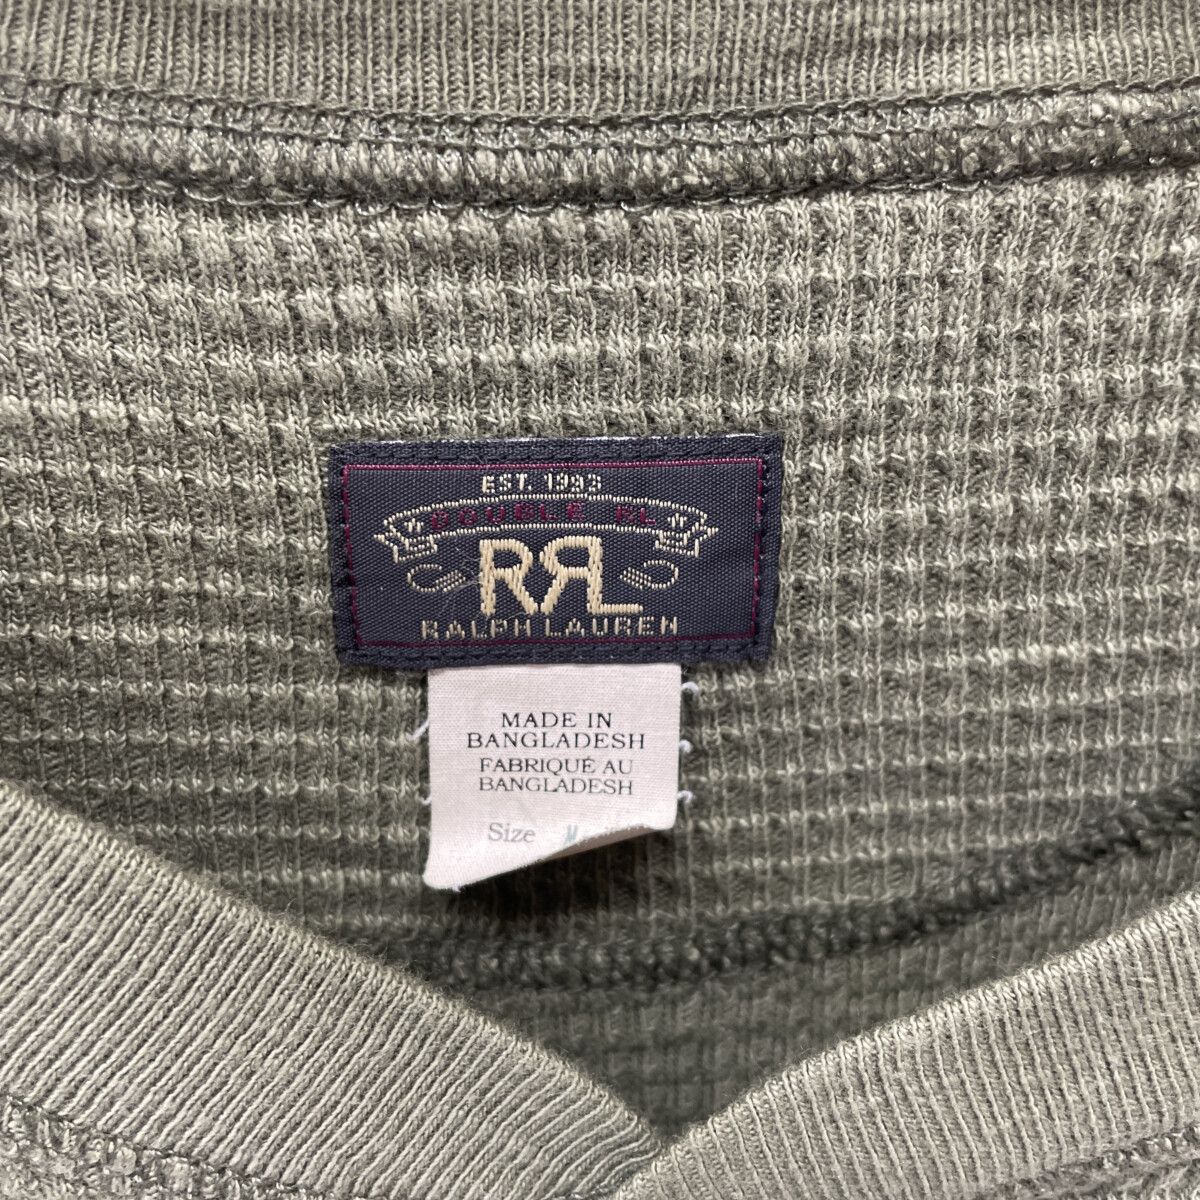 EST. 1993
DOUBLE RL
RRL
RALPH LAUREN
MADE IN
BANGLADESH
FABRIQUÉ AU
BANGLADESH
Size M